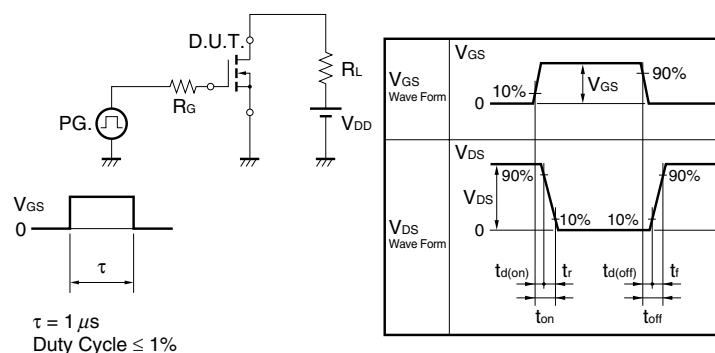 D.U.T.
RL
RG
PG.
VDD
VGS
0
τ
τ = 1 μs
Duty Cycle ≤ 1%
VGS
Wave Form
VGS
10%
VGS
90%
0
VDS
Wave Form
VDS
90%
90%
VDS
10%
10%
0
td(on)
tr
td(off)
tf
ton
toff